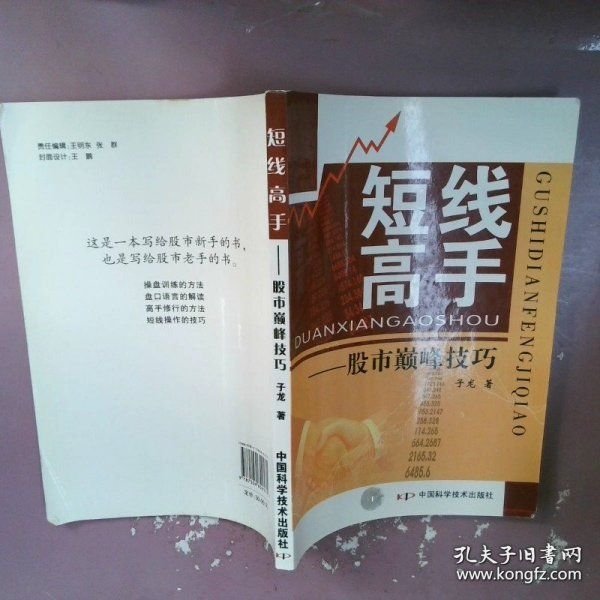 责任编辑：王明东 张 群
封面设计：王 鹏
这是一本写给股市新手的书，
也是写给股市老手的书。
操盘训练的方法
盘口语言的解读
高手修行的方法
短线操作的技巧
短线高手
——股市巅峰技巧
子龙 著
中国科学技术出版社
短线
高手
DUANXIANGAOSHOU
——股市巅峰技巧
子龙 著
GUSHIDIANFENGJIQIAO
114.265
664.2687
2165.32
6485.6
中国科学技术出版社
孔夫子旧书网
www.kongfz.com